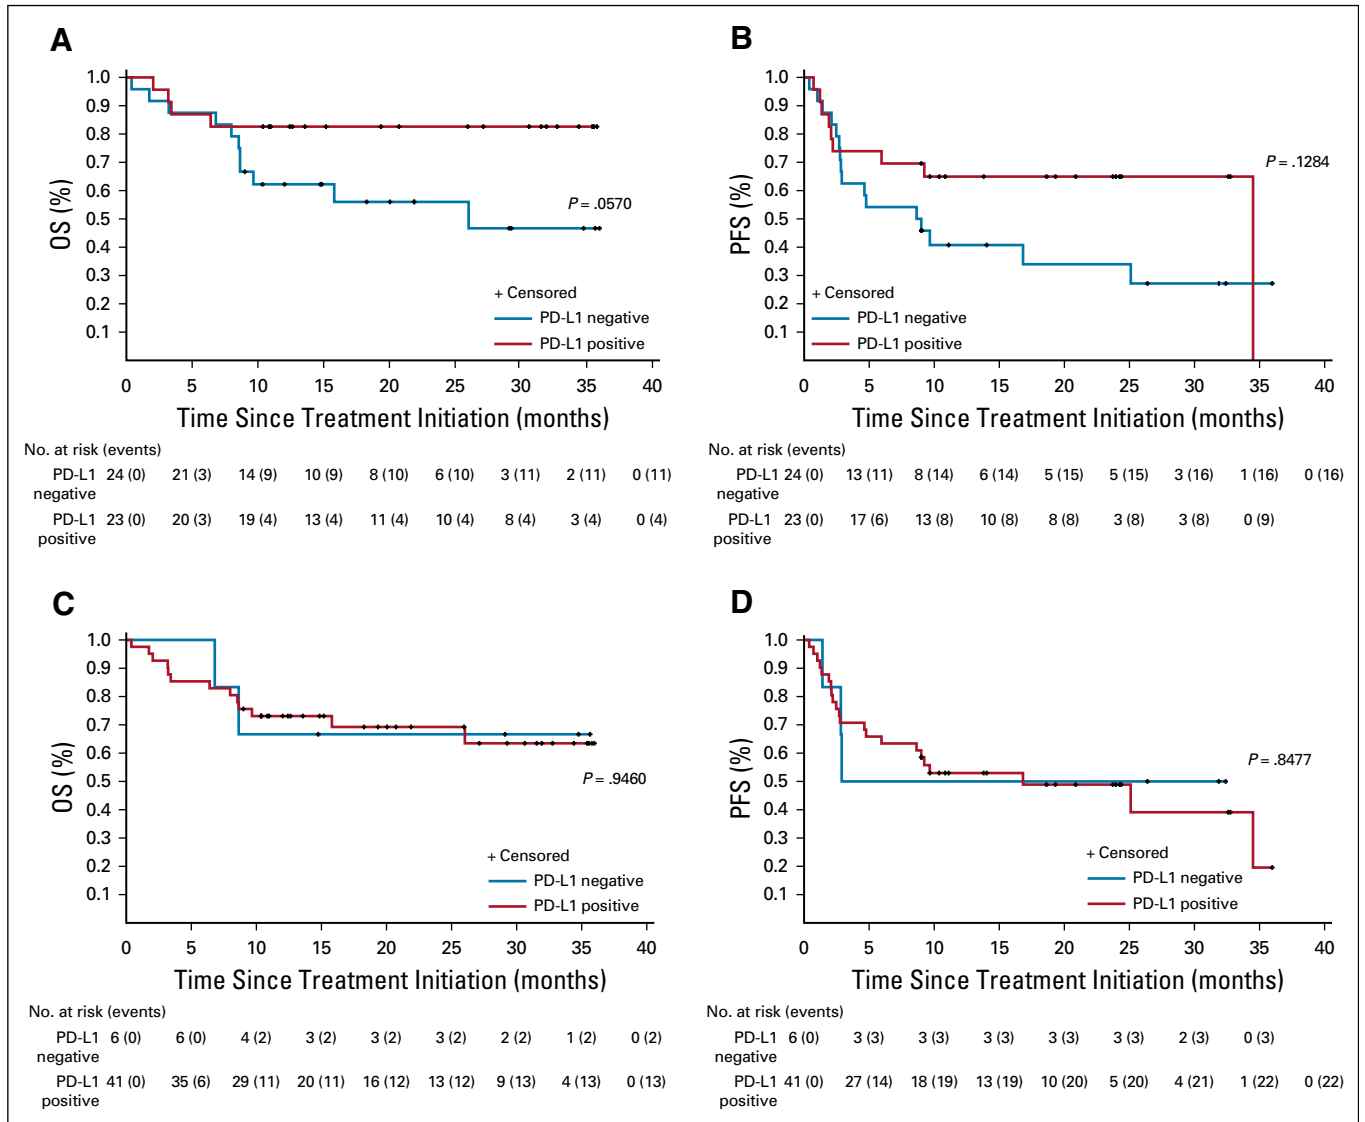 A
OS (%)
1.0
0.9
0.8
0.7
0.6
0.5
0.4
0.3
0.2
0.1
P = .0570
+ Censored
PD-L1 negative
PD-L1 positive
0 5 10 15 20 25 30 35 40
Time Since Treatment Initiation (months)
No. at risk (events)
PD-L1 24 (0) 21 (3) 14 (9) 10 (9) 8 (10) 6 (10) 3 (11) 2 (11) 0 (11)
negative
PD-L1 23 (0) 20 (3) 19 (4) 13 (4) 11 (4) 10 (4) 8 (4) 3 (4) 0 (4)
positive
B
PFS (%)
1.0
0.9
0.8
0.7
0.6
0.5
0.4
0.3
0.2
0.1
P = .1284
+ Censored
PD-L1 negative
PD-L1 positive
0 5 10 15 20 25 30 35 40
Time Since Treatment Initiation (months)
No. at risk (events)
PD-L1 24 (0) 13 (11) 8 (14) 6 (14) 5 (15) 5 (15) 3 (16) 1 (16) 0 (16)
negative
PD-L1 23 (0) 17 (6) 13 (8) 10 (8) 8 (8) 3 (8) 3 (8) 0 (9)
positive
C
OS (%)
1.0
0.9
0.8
0.7
0.6
0.5
0.4
0.3
0.2
0.1
P = .9460
+ Censored
PD-L1 negative
PD-L1 positive
0 5 10 15 20 25 30 35 40
Time Since Treatment Initiation (months)
No. at risk (events)
PD-L1 6 (0) 6 (0) 4 (2) 3 (2) 3 (2) 3 (2) 2 (2) 1 (2) 0 (2)
negative
PD-L1 41 (0) 35 (6) 29 (11) 20 (11) 16 (12) 13 (12) 9 (13) 4 (13) 0 (13)
positive
D
PFS (%)
1.0
0.9
0.8
0.7
0.6
0.5
0.4
0.3
0.2
0.1
P = .8477
+ Censored
PD-L1 negative
PD-L1 positive
0 5 10 15 20 25 30 35 40
Time Since Treatment Initiation (months)
No. at risk (events)
PD-L1 6 (0) 3 (3) 3 (3) 3 (3) 3 (3) 3 (3) 2 (3) 0 (3)
negative
PD-L1 41 (0) 27 (14) 18 (19) 13 (19) 10 (20) 5 (20) 4 (21) 1 (22) 0 (22)
positive